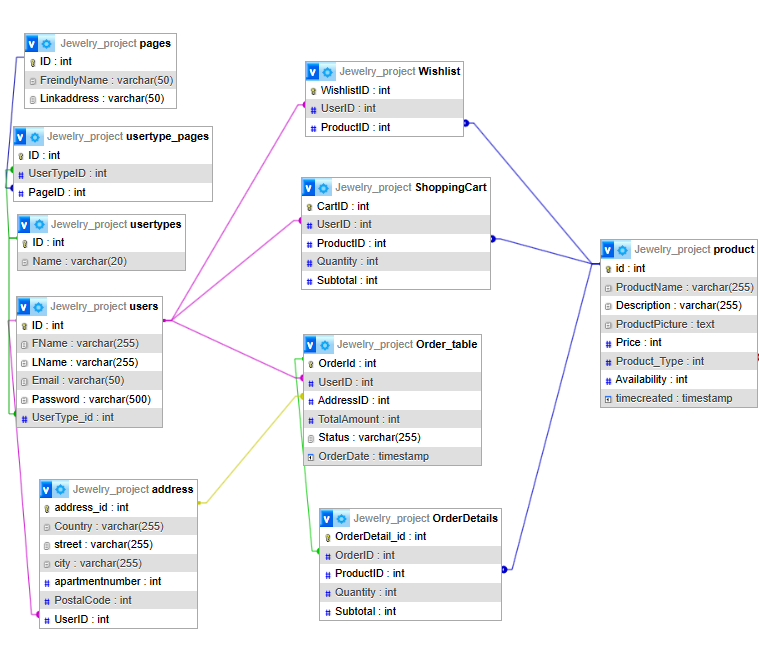 Jewelry_project pages
ID : int
FreindlyName : varchar(50)
Linkaddress : varchar(50)
Jewelry_project usertype_pages
ID : int
UserTypeID : int
PageID : int
Jewelry_project usertypes
ID : int
Name : varchar(20)
Jewelry_project users
ID : int
FName : varchar(255)
LName : varchar(255)
Email : varchar(50)
Password : varchar(500)
UserType_id : int
Jewelry_project address
address_id : int
Country : varchar(255)
street : varchar(255)
city : varchar(255)
apartmentnumber : int
PostalCode : int
UserID : int
Jewelry_project Wishlist
WishlistID : int
UserID : int
ProductID : int
Jewelry_project ShoppingCart
CartID : int
UserID : int
ProductID : int
Quantity : int
Subtotal : int
Jewelry_project Order_table
OrderId : int
UserID : int
AddressID : int
TotalAmount : int
Status : varchar(255)
OrderDate : timestamp
Jewelry_project OrderDetails
OrderDetail_id : int
OrderID : int
ProductID : int
Quantity : int
Subtotal : int
Jewelry_project product
id : int
ProductName : varchar(255)
Description : varchar(255)
ProductPicture : text
Price : int
Product_Type : int
Availability : int
timecreated : timestamp